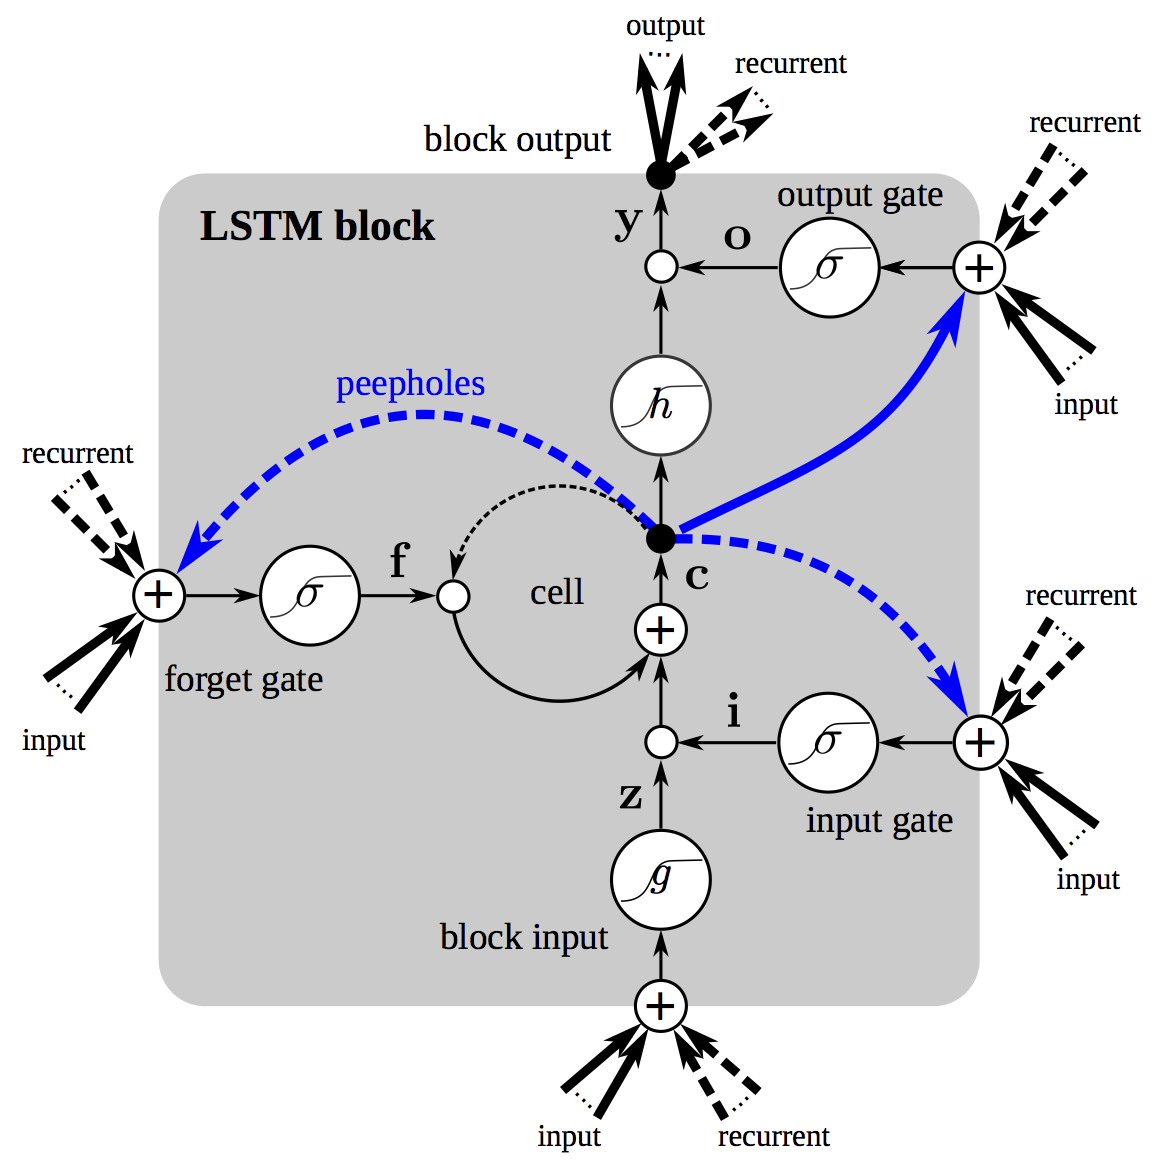 output
...
recurrent
block output
recurrent
LSTM block
output gate
y
o
σ
+
input
h
peepholes
recurrent
f
c
cell
+
σ
+
forget gate
input
recurrent
i
σ
+
z
input gate
input
g
block input
+
input
recurrent